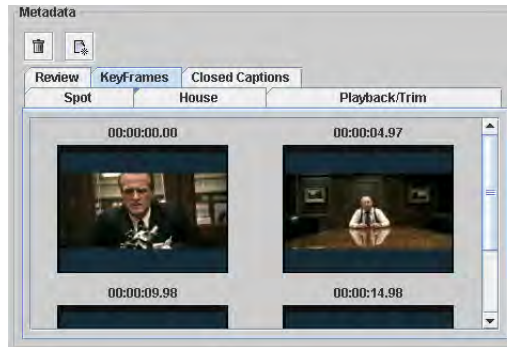 Metadata
Review KeyFrames Closed Captions
Spot House Playback/Trim
00:00:00.00 00:00:04.97
00:00:09.98 00:00:14.98